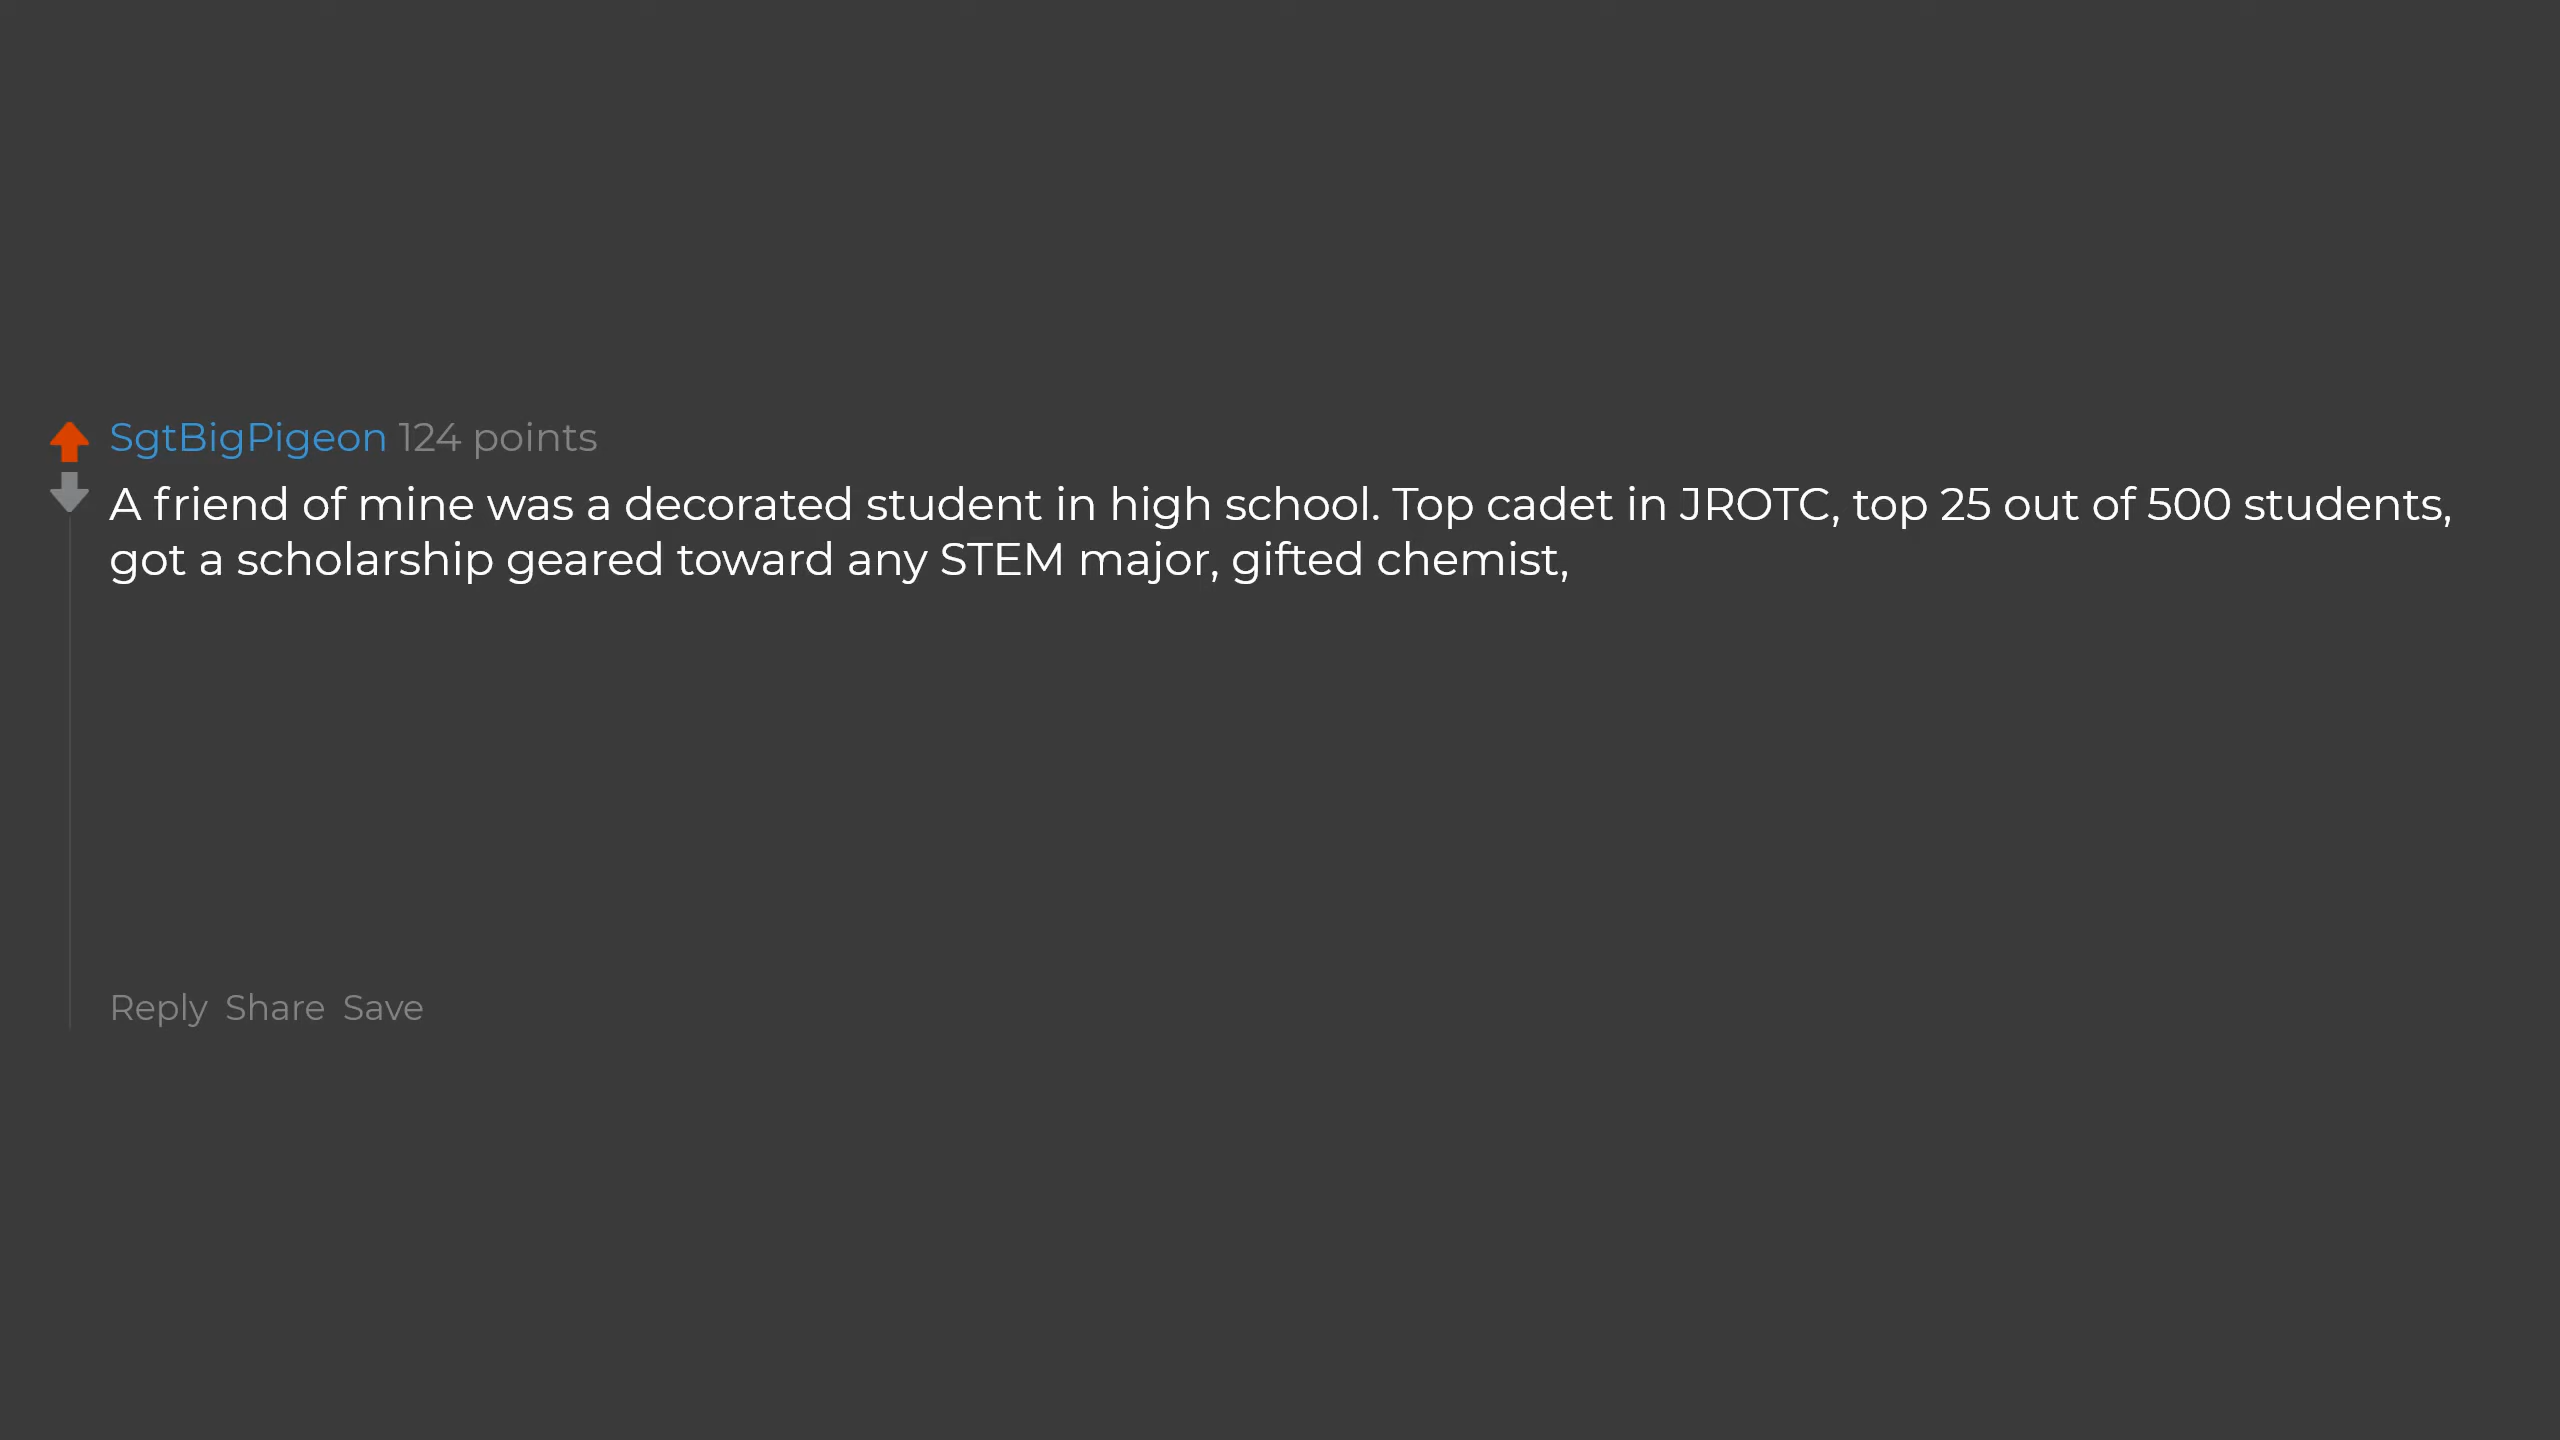 SgtBigPigeon 124 points
A friend of mine was a decorated student in high school. Top cadet in JROTC, top 25 out of 500 students,
got a scholarship geared toward any STEM major, gifted chemist,
Reply Share Save